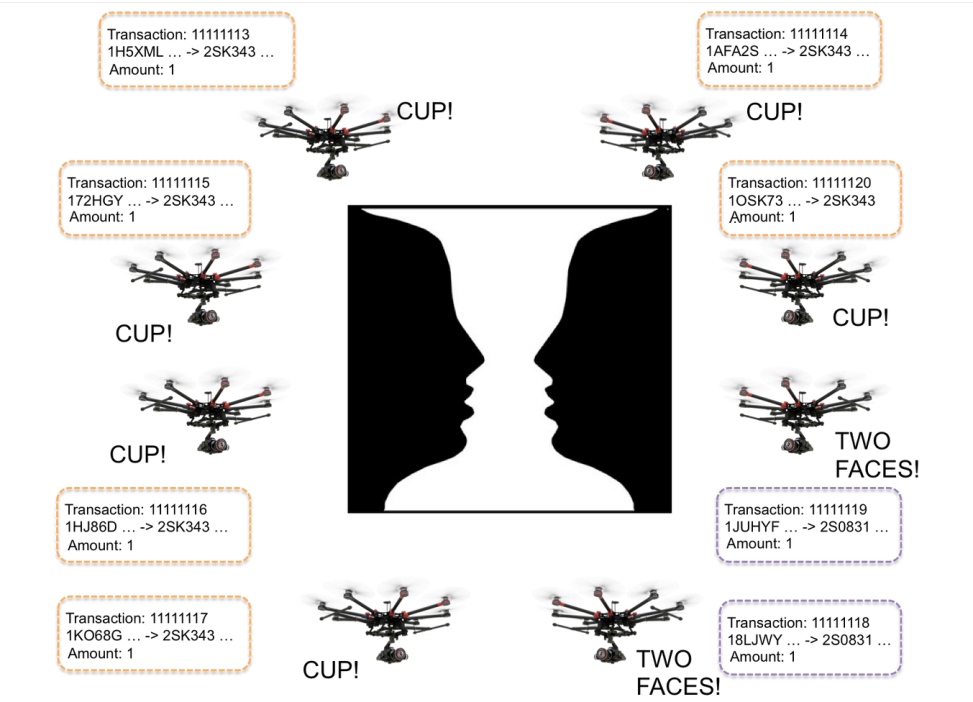 Transaction: 11111113
1H5XML ... -> 2SK343 ...
Amount: 1
CUP!
Transaction: 11111114
1AFA2S ... -> 2SK343 ...
Amount: 1
CUP!
Transaction: 11111115
172HGY ... -> 2SK343 ...
Amount: 1
CUP!
Transaction: 11111120
1OSK73 ... -> 2SK343
Amount: 1
CUP!
CUP!
Transaction: 11111116
1HJ86D ... -> 2SK343 ...
Amount: 1
TWO
FACES!
Transaction: 11111119
1JUHYF ... -> 2S0831 ...
Amount: 1
Transaction: 11111117
1KO68G ... -> 2SK343 ...
Amount: 1
CUP!
TWO
FACES!
Transaction: 11111118
18LJWY ... -> 2S0831 ...
Amount: 1